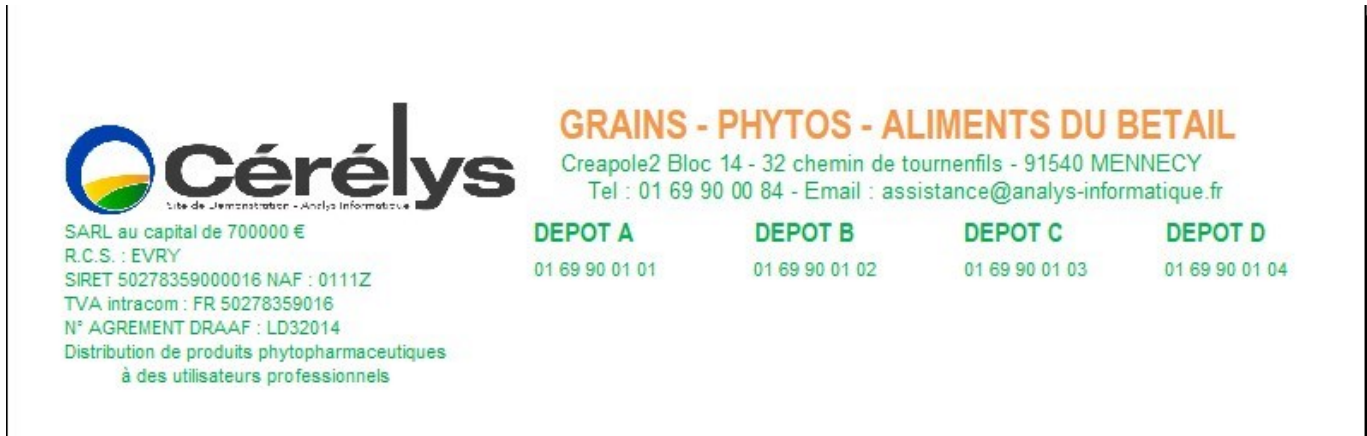 Cérélys
Site de Demonstration - Analys Informatique
GRAINS - PHYTOS - ALIMENTS DU BETAIL
Creapole2 Bloc 14 - 32 chemin de tournenfils - 91540 MENNECY
Tel : 01 69 90 00 84 - Email : assistance@analys-informatique.fr
SARL au capital de 700000 €
R.C.S. : EVRY
SIRET 50278359000016 NAF : 0111Z
TVA intracom : FR 50278359016
N° AGREMENT DRAAF : LD32014
Distribution de produits phytopharmaceutiques
à des utilisateurs professionnels
DEPOT A DEPOT B DEPOT C DEPOT D
01 69 90 01 01 01 69 90 01 02 01 69 90 01 03 01 69 90 01 04